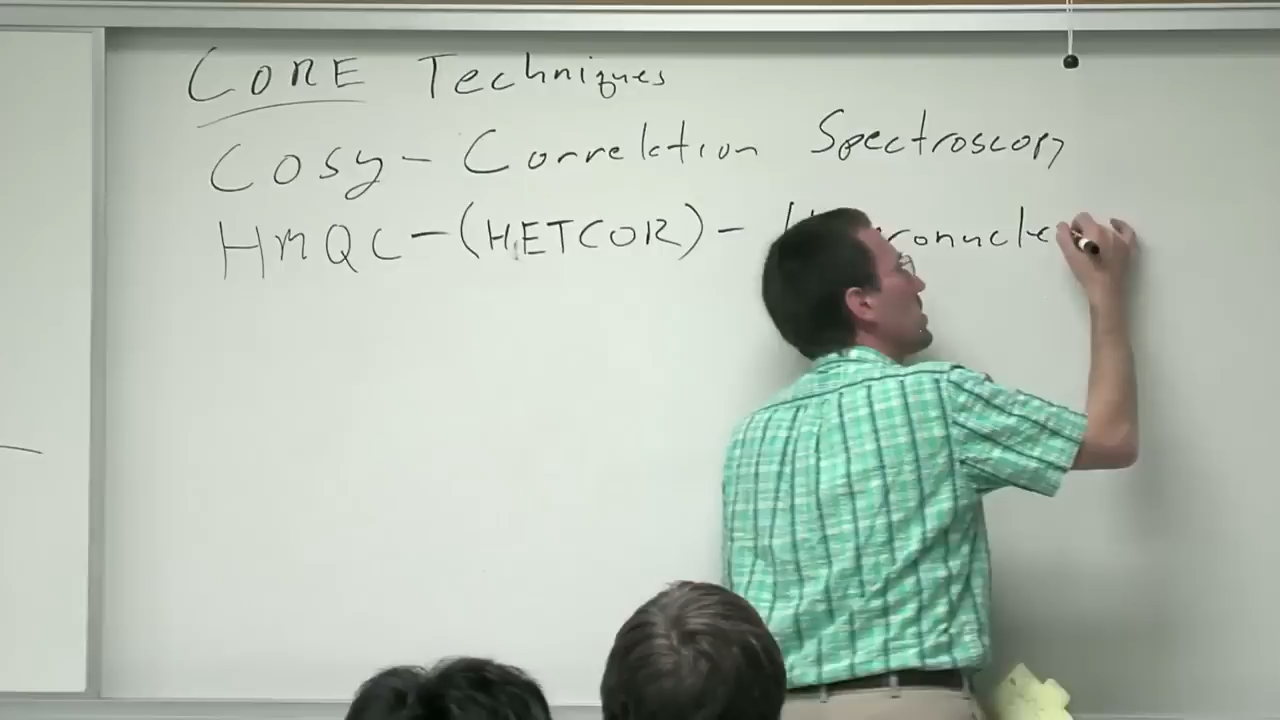 CORE Techniques
COSy - Correlation Spectroscopy
HMQC - (HETCOR) -